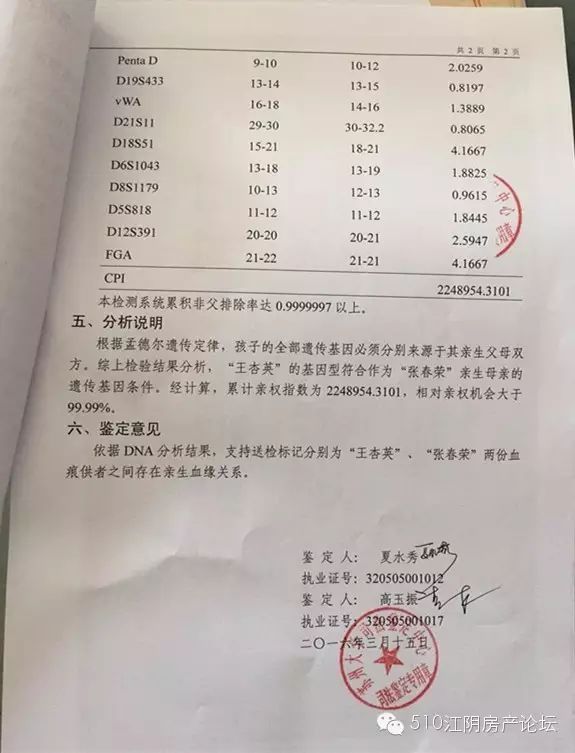 共 2 页 第 2 页
Penta D 9-10 10-12 2.0259
D19S433 13-14 13-15 0.8197
vWA 16-18 14-16 1.3889
D21S11 29-30 30-32.2 0.8065
D18S51 15-21 18-21 4.1667
D6S1043 13-18 13-19 1.8825
D8S1179 10-13 12-13 0.9615
D5S818 11-12 11-12 1.8445
D12S391 20-20 20-21 2.5947
FGA 21-22 21-21 4.1667
CPI 2248954.3101
本检测系统累积非父排除率达 0.9999997 以上。
五、分析说明
根据孟德尔遗传定律，孩子的全部遗传基因必须分别来源于其亲生父母双
方。综上检验结果分析，“王杏英”的基因型符合作为“张春荣”亲生母亲的
遗传基因条件。经计算，累计亲权指数为 2248954.3101，相对亲权机会大于
99.99%。
六、鉴定意见
依据 DNA 分析结果，支持送检标记分别为“王杏英”、“张春荣”两份血
痕供者之间存在亲生血缘关系。
鉴 定 人： 夏水秀
执业证号：320505001012
鉴 定 人： 高玉振
执业证号：320505001017
二〇一六年三月十五日
司法鉴定专用章
510江阴房产论坛